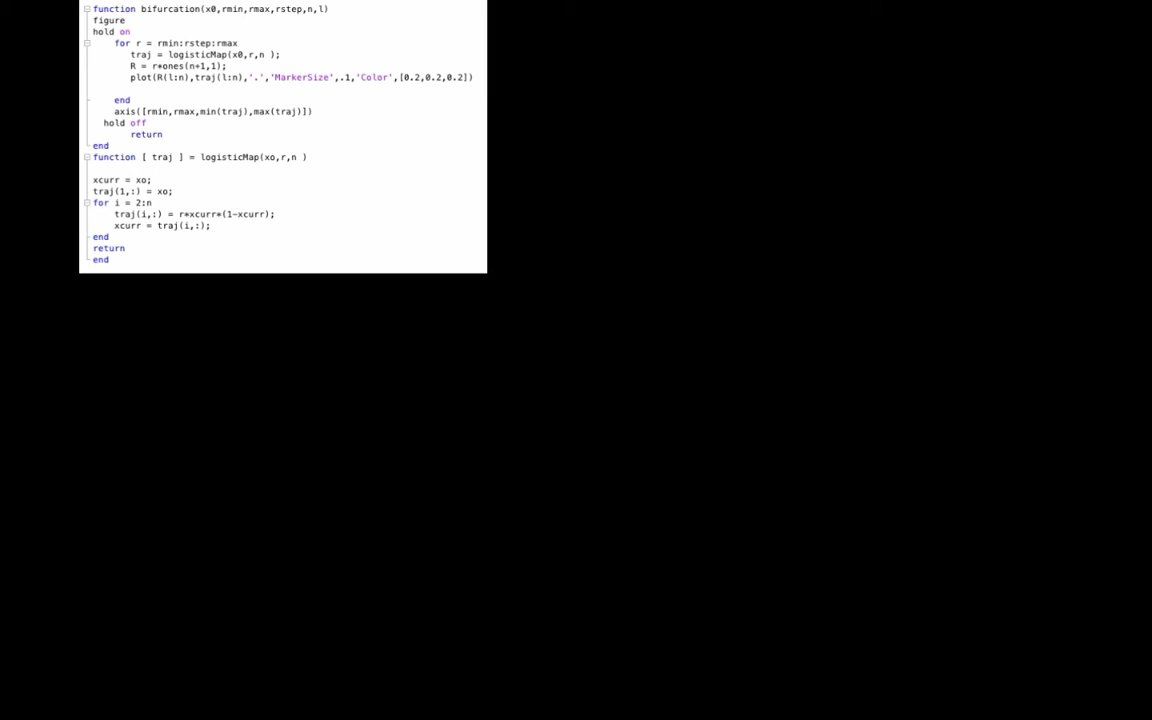 function bifurcation(x0,rmin,rmax,rstep,n,l)
figure
hold on
for r = rmin:rstep:rmax
traj = logisticMap(x0,r,n );
R = r*ones(n+1,1);
plot(R(l:n),traj(l:n),'.','MarkerSize',.1,'Color',[0.2,0.2,0.2])
end
axis([rmin,rmax,min(traj),max(traj)])
hold off
return
end
function [ traj ] = logisticMap(xo,r,n )
xcurr = xo;
traj(1,:) = xo;
for i = 2:n
traj(i,:) = r*xcurr*(1-xcurr);
xcurr = traj(i,:);
end
return
end